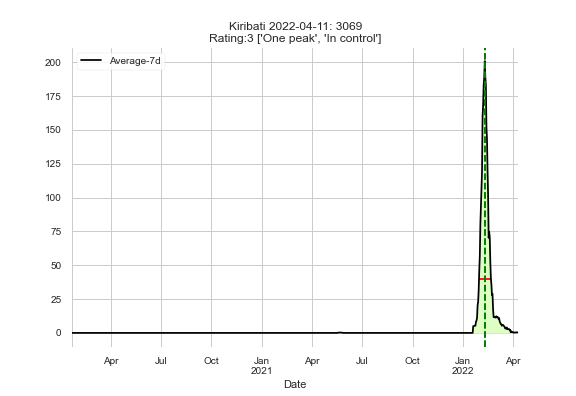 Kiribati 2022-04-11: 3069
Rating:3 ['One peak', 'In control']
Average-7d
200
175
150
125
100
75
50
25
0
Apr Jul Oct Jan Apr Jul Oct Jan Apr
2021 2022
Date